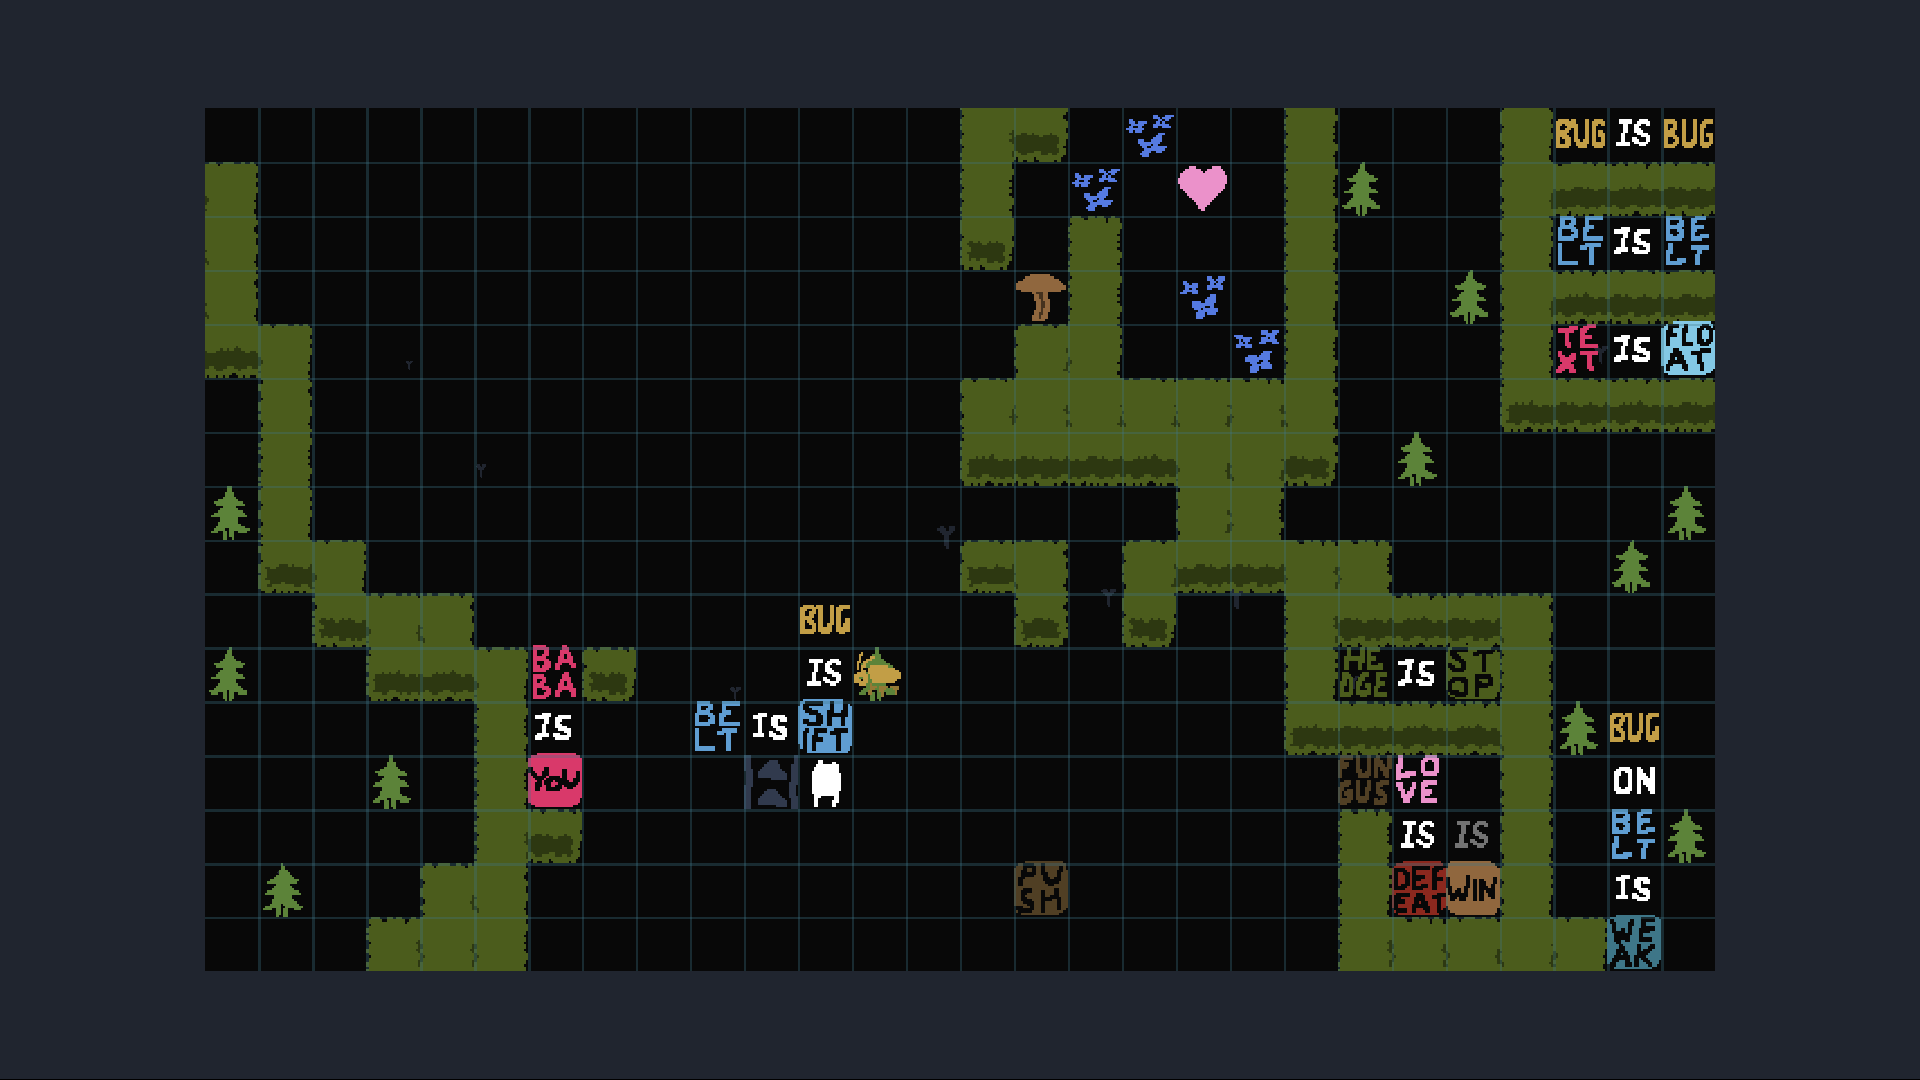 BUG IS BUG
BELT IS BELT
TEXT IS FLOAT
BUG
BABA
IS
HEDGE IS STOP
IS
BELT IS SHIFT
BUG
YOU
FUNGUS LOVE
ON
IS IS
BELT
PUSH
DEFEAT WIN
IS
WEAK